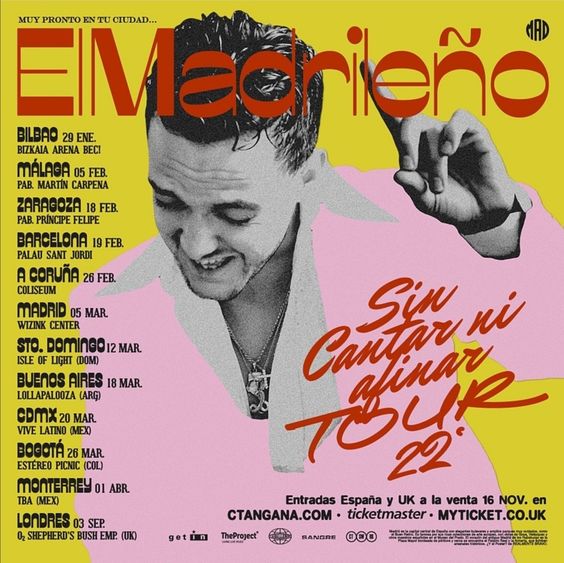 MUY PRONTO EN TU CIUDAD...
MAD
El Madrileño
BILBAO 29 ENE.
BIZKAIA ARENA BECI
MÁLAGA 05 FEB.
PAB. MARTÍN CARPENA
ZARAGOZA 18 FEB.
PAB. PRÍNCIPE FELIPE
BARCELONA 19 FEB.
PALAU SANT JORDI
A CORUÑA 26 FEB.
COLISEUM
MADRID 05 MAR.
WIZINK CENTER
STO. DOMINGO 12 MAR.
ISLE OF LIGHT (DOM)
BUENOS AIRES 18 MAR.
LOLLAPALOOZA (ARG)
CDMX 20 MAR.
VIVE LATINO (MEX)
BOGOTÁ 26 MAR.
ESTÉREO PICNIC (COL)
MONTERREY 01 ABR.
TBA (MEX)
LONDRES 03 SEP.
O₂ SHEPHERD'S BUSH EMP. (UK)
Sin
Cantar ni
afinar
TOUR
22'
Entradas España y UK a la venta 16 NOV. en
CTANGANA.COM • ticketmaster • MYTICKET.CO.UK
get in TheProject SANGRE